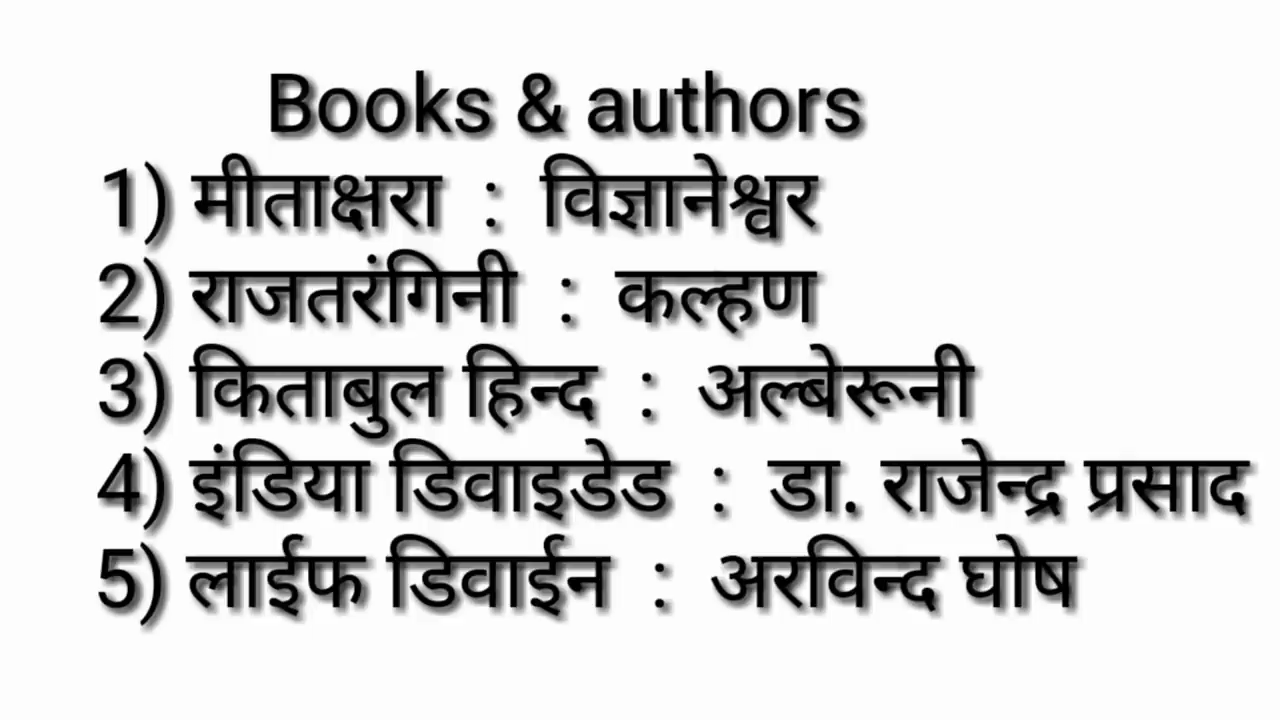 Books & authors
1) मीताक्षरा : विज्ञानेश्वर
2) राजतरंगिनी : कल्हण
3) किताबुल हिन्द : अल्बेरूनी
4) इंडिया डिवाइडेड : डा. राजेन्द्र प्रसाद
5) लाईफ डिवाईन : अरविन्द घोष